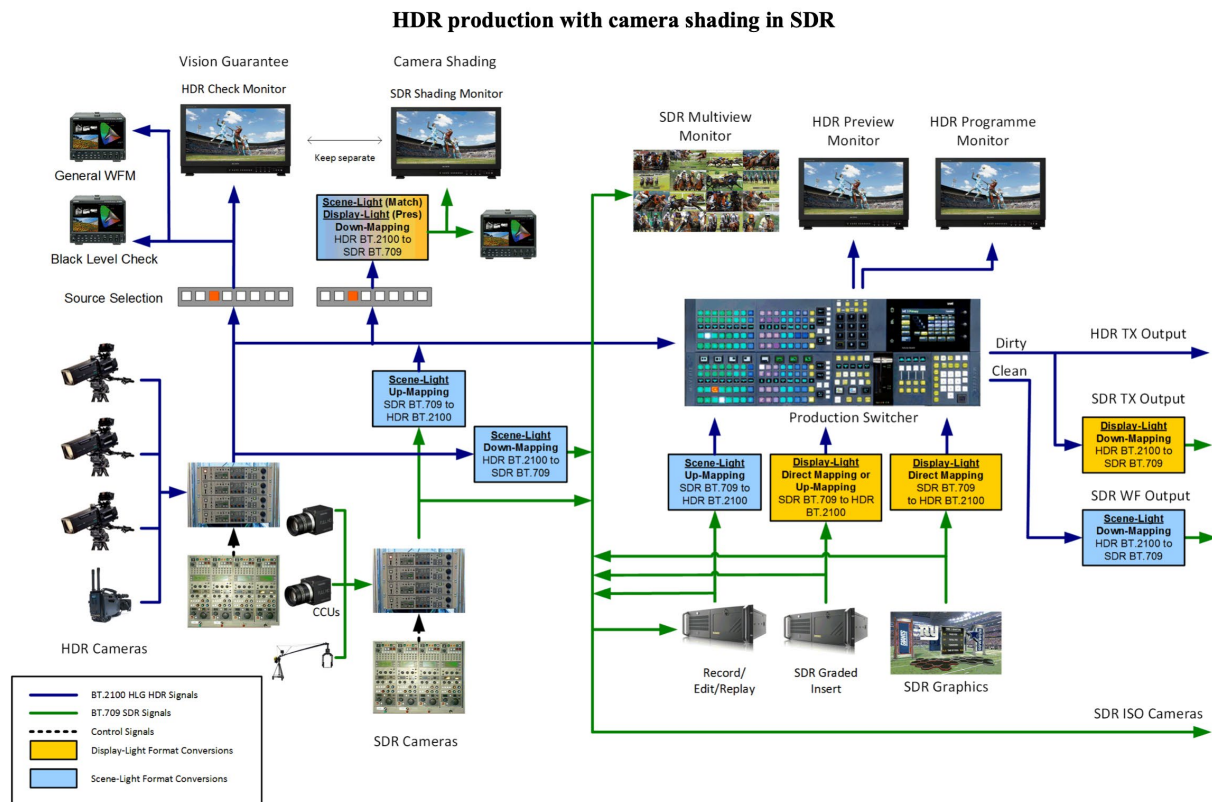 HDR production with camera shading in SDR
Vision Guarantee
HDR Check Monitor
Camera Shading
SDR Shading Monitor
Keep separate
General WFM
Black Level Check
Source Selection
Scene-Light (Match)
Display-Light (Pres)
Down-Mapping
HDR BT.2100 to
SDR BT.709
SDR Multiview
Monitor
HDR Preview
Monitor
HDR Programme
Monitor
Scene-Light
Up-Mapping
SDR BT.709 to
HDR BT.2100
Scene-Light
Down-Mapping
HDR BT.2100 to
SDR BT.709
Production Switcher
Dirty
Clean
HDR TX Output
SDR TX Output
Display-Light
Down-Mapping
HDR BT.2100 to
SDR BT.709
SDR WF Output
Scene-Light
Down-Mapping
HDR BT.2100 to
SDR BT.709
Scene-Light
Up-Mapping
SDR BT.709 to
HDR BT.2100
Display-Light
Direct Mapping or
Up-Mapping
SDR BT.709 to HDR
BT.2100
Display-Light
Direct Mapping
SDR BT.709
to HDR BT.2100
HDR Cameras
CCUs
SDR Cameras
Record/
Edit/Replay
SDR Graded
Insert
SDR Graphics
SDR ISO Cameras
BT.2100 HLG HDR Signals
BT.709 SDR Signals
Control Signals
Display-Light Format Conversions
Scene-Light Format Conversions